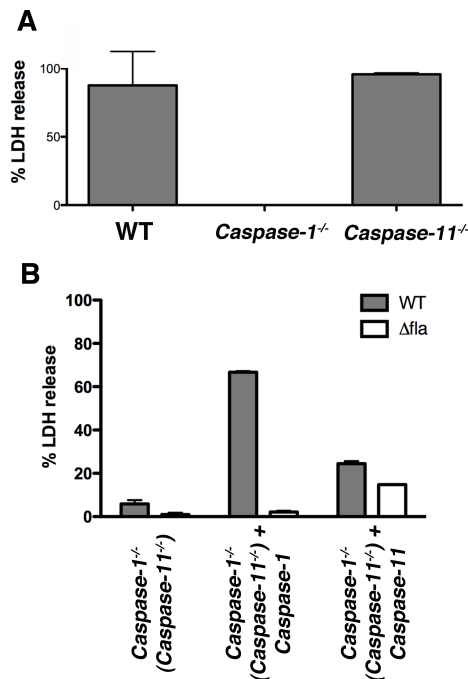 A
% LDH release
100
50
0
WT
Caspase-1-/-
Caspase-11-/-
B
% LDH release
100
80
60
40
20
0
WT
Δfla
Caspase-1-/-
(Caspase-11-/-)
Caspase-1-/-
(Caspase-11-/-) +
Caspase-1
Caspase-1-/-
(Caspase-11-/-) +
Caspase-11